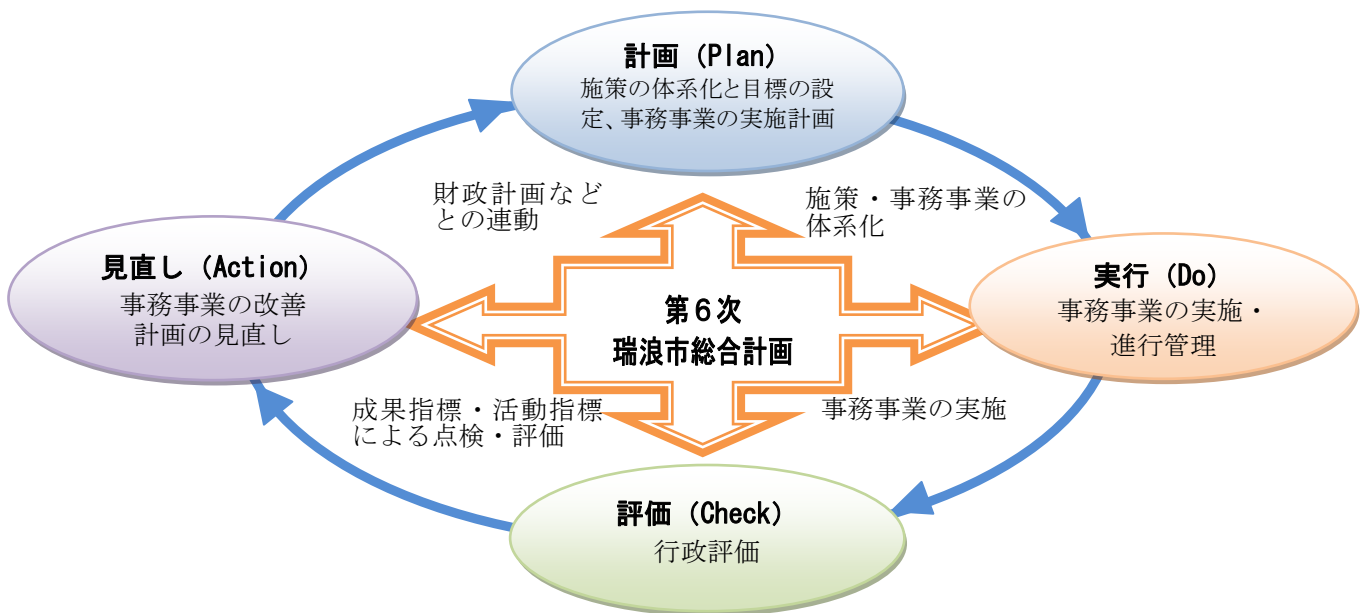 計画（Plan）
施策の体系化と目標の設
定、事務事業の実施計画
財政計画など
との連動
施策・事務事業の
体系化
見直し（Action）
事務事業の改善
計画の見直し
第６次
瑞浪市総合計画
実行（Do）
事務事業の実施・
進行管理
成果指標・活動指標
による点検・評価
事務事業の実施
評価（Check）
行政評価